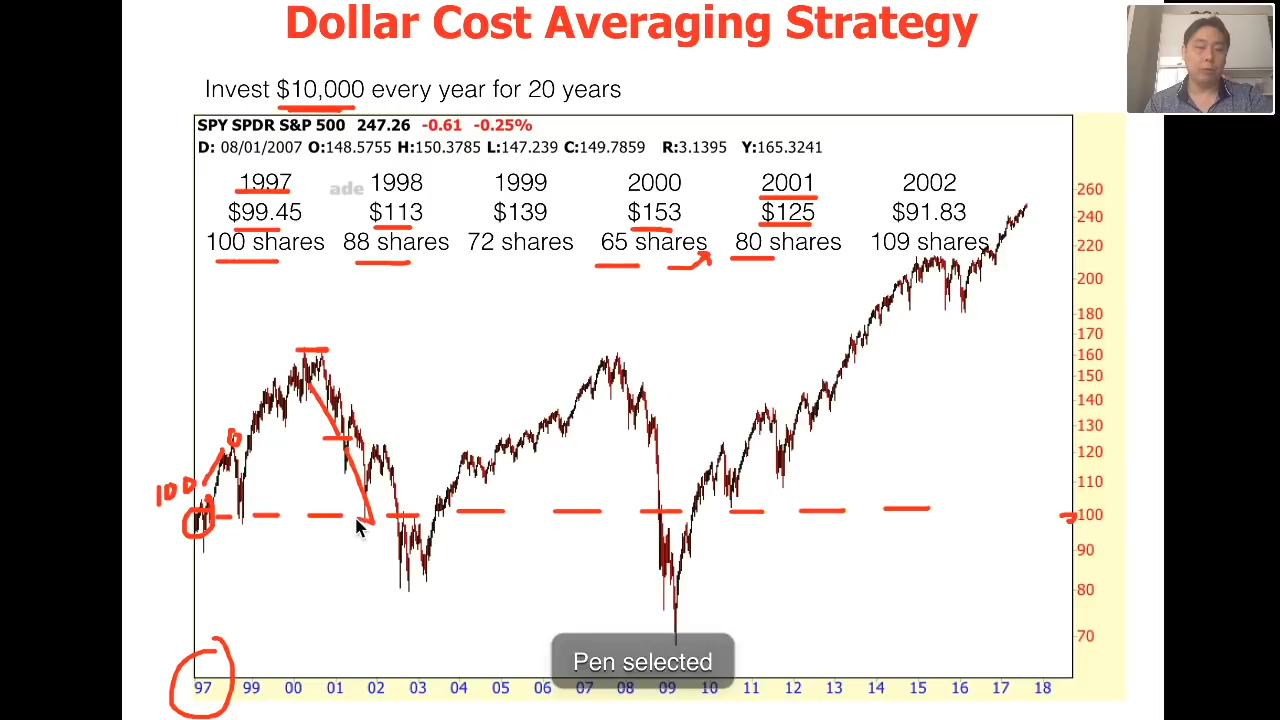 Dollar Cost Averaging Strategy
Invest $10,000 every year for 20 years
SPY SPDR S&P 500 247.26 -0.61 -0.25%
D: 08/01/2007 O:148.5755 H:150.3785 L:147.239 C:149.7859 R:3.1395 Y:165.3241
1997 ade 1998 1999 2000 2001 2002
$99.45 $113 $139 $153 $125 $91.83
100 shares 88 shares 72 shares 65 shares 80 shares 109 shares
260
240
220
200
180
170
160
150
140
130
120
110
100
100
90
80
70
Pen selected
97 99 00 01 02 03 04 05 06 07 08 09 10 11 12 13 14 15 16 17 18